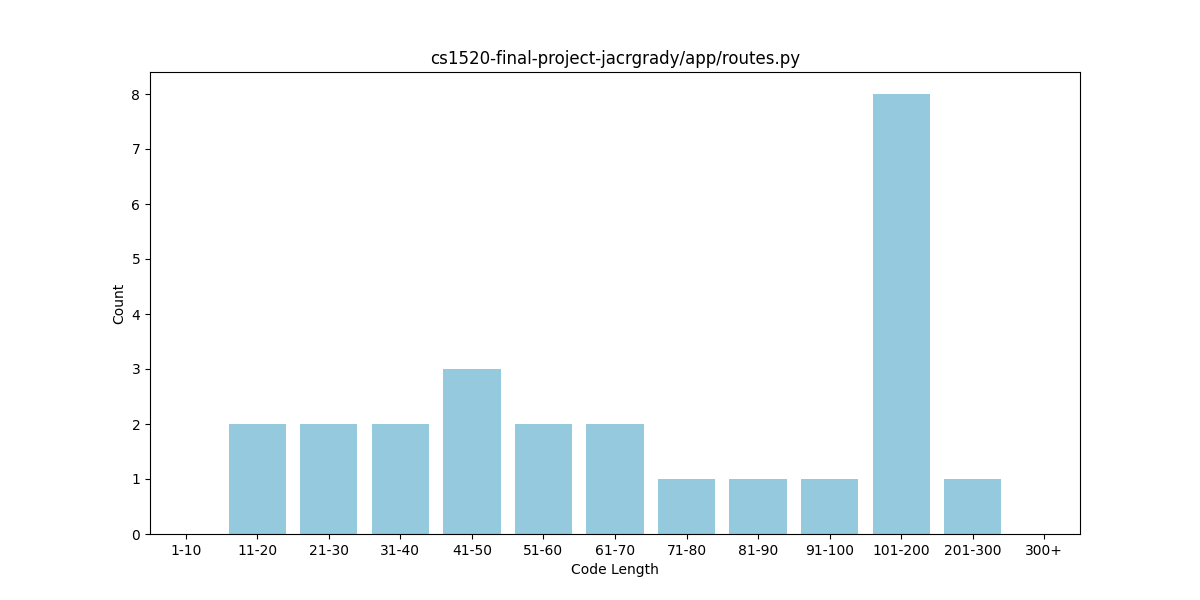 cs1520-final-project-jacrgrady/app/routes.py
8
7
6
5
4
3
2
1
0
Count
1-10 11-20 21-30 31-40 41-50 51-60 61-70 71-80 81-90 91-100 101-200 201-300 300+
Code Length